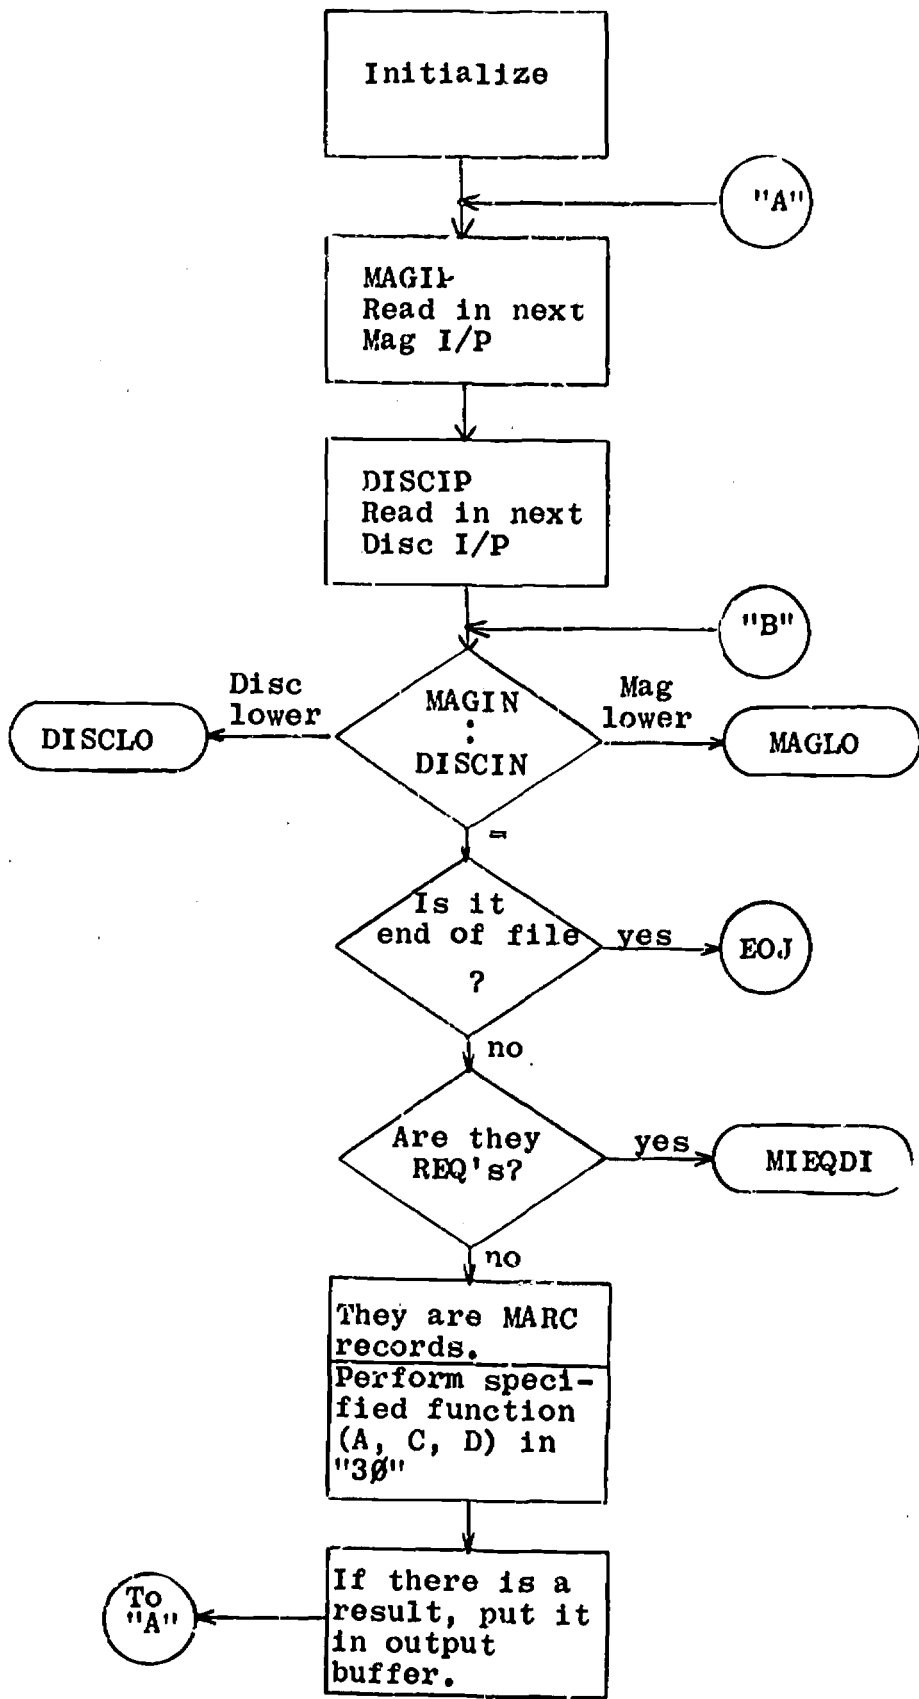 Initialize
"A"
MAGIP
Read in next
Mag I/P
DISCIP
Read in next
Disc I/P
"B"
Disc
lower
MAGIN
:
DISCIN
Mag
lower
DISCLO
MAGLO
=
Is it
end of file
?
yes
EOJ
no
Are they
REQ's?
yes
MIEQDI
no
They are MARC
records.
Perform speci-
fied function
(A, C, D) in
"3Ø"
If there is a
result, put it
in output
buffer.
To
"A"